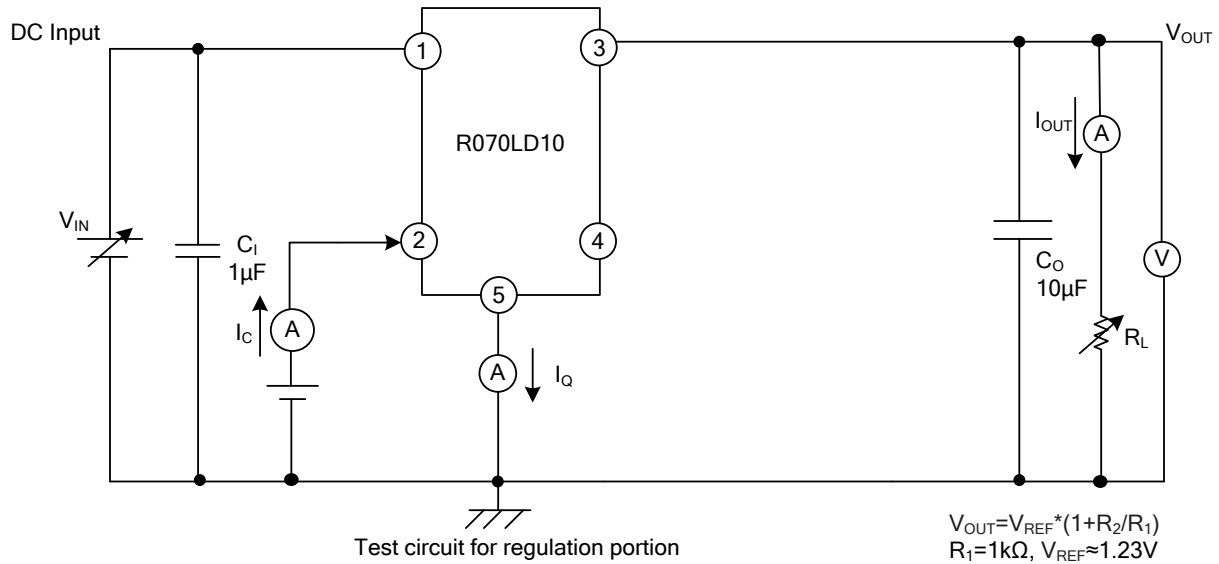 DC Input
1
3
V_OUT
R070LD10
I_OUT
A
V_IN
C_I
1µF
2
4
C_O
10µF
V
5
I_C
A
R_L
A
I_Q
Test circuit for regulation portion
V_OUT=V_REF*(1+R_2/R_1)
R_1=1kΩ, V_REF≈1.23V